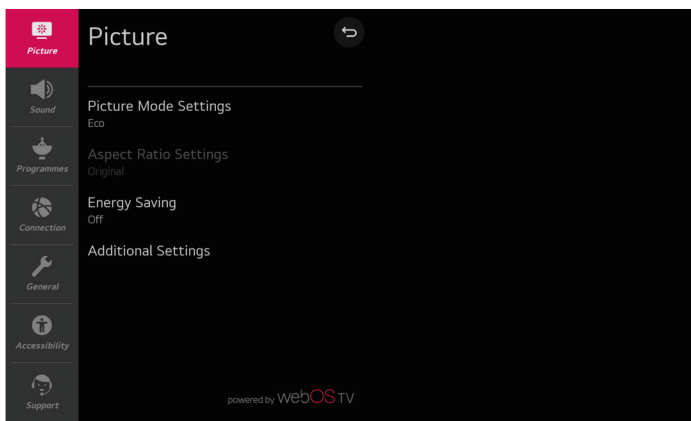 Picture
Picture
Sound
Picture Mode Settings
Eco
Programmes
Aspect Ratio Settings
Original
Connection
Energy Saving
Off
General
Additional Settings
Accessibility
Support
powered by webOS TV